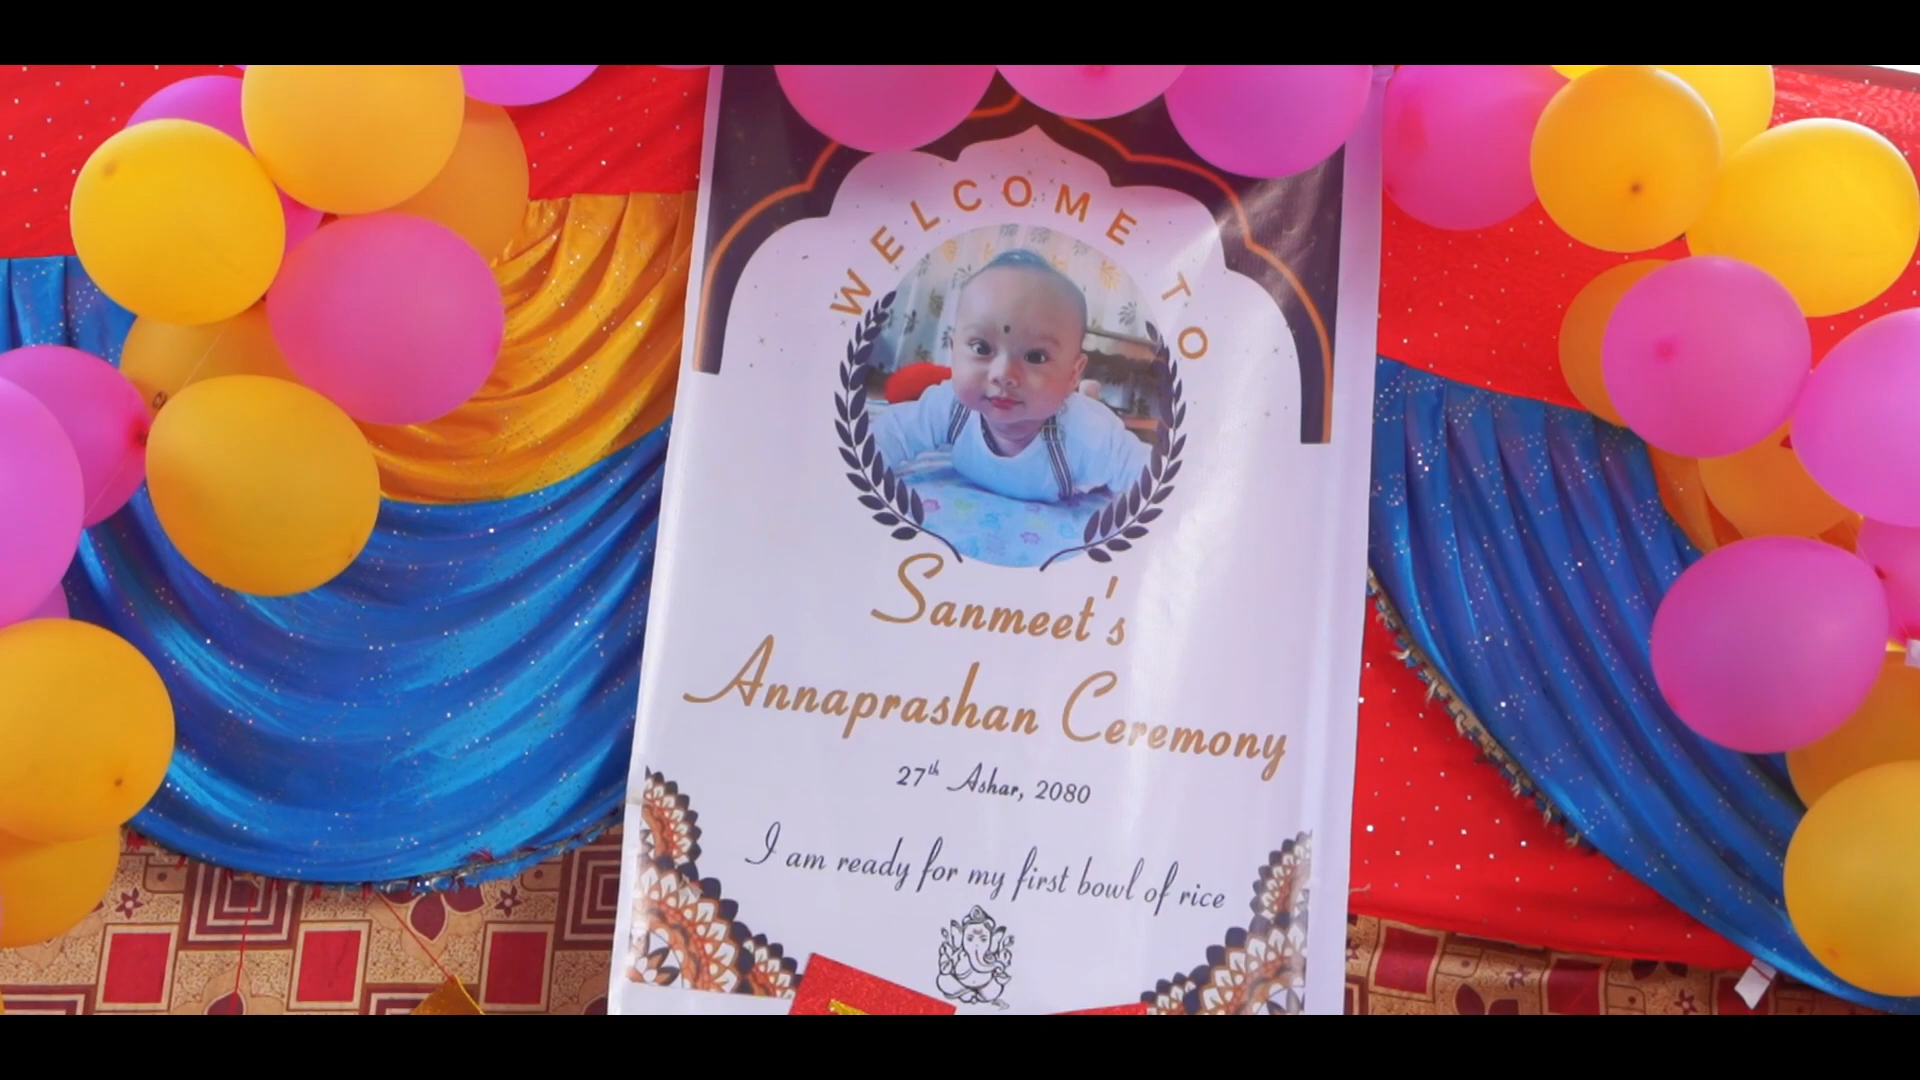 WELCOME TO
Sanmeet's
Annaprashan Ceremony
27th Ashar, 2080
I am ready for my first bowl of rice